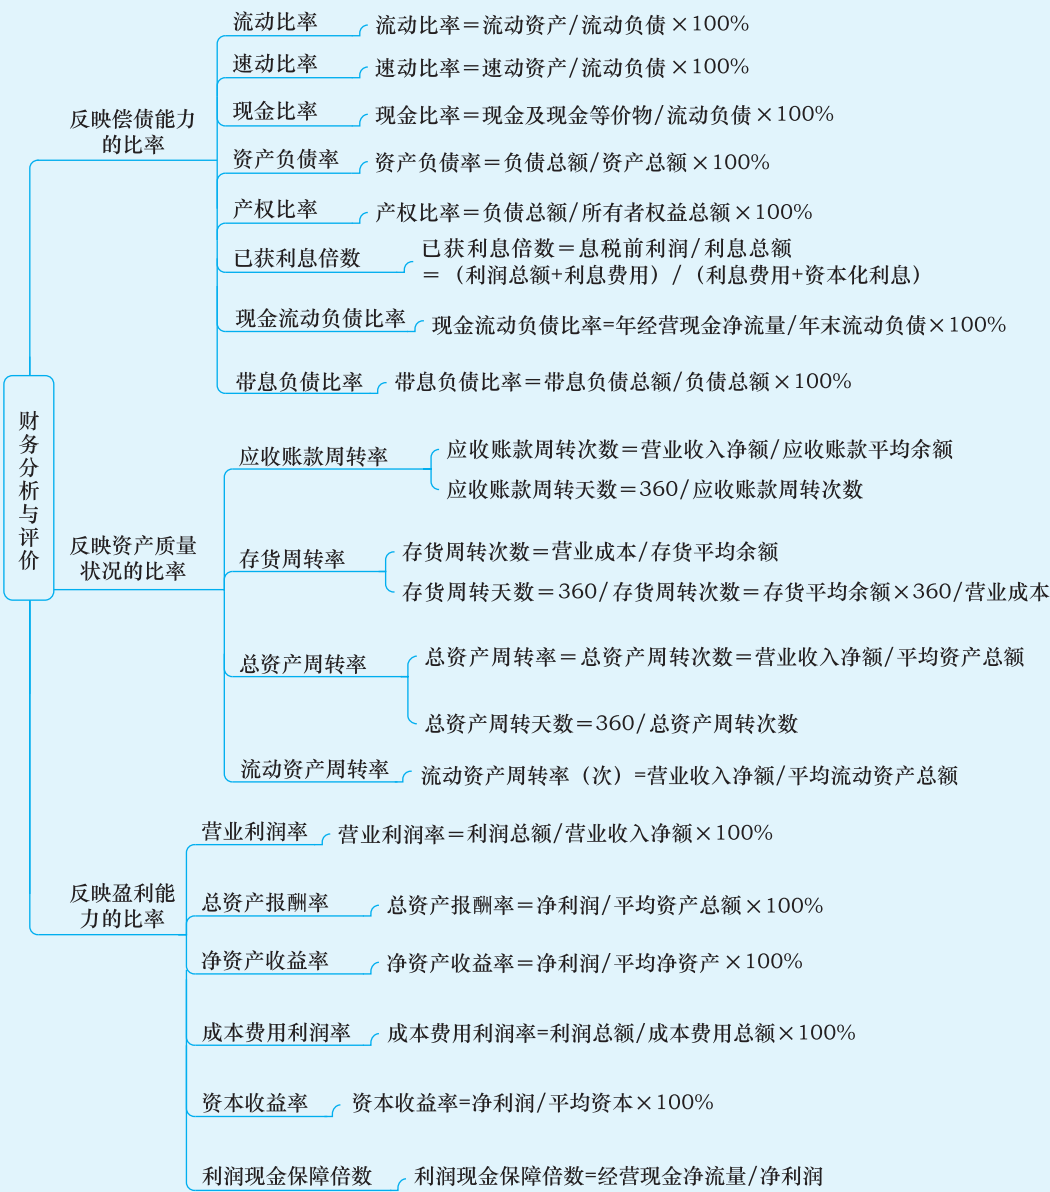 财务分析与评价
反映偿债能力
的比率
流动比率
流动比率＝流动资产/流动负债×100%
速动比率
速动比率＝速动资产/流动负债×100%
现金比率
现金比率＝现金及现金等价物/流动负债×100%
资产负债率
资产负债率＝负债总额/资产总额×100%
产权比率
产权比率＝负债总额/所有者权益总额×100%
已获利息倍数
已获利息倍数＝息税前利润/利息总额
＝（利润总额+利息费用）/（利息费用+资本化利息）
现金流动负债比率
现金流动负债比率=年经营现金净流量/年末流动负债×100%
带息负债比率
带息负债比率＝带息负债总额/负债总额×100%
反映资产质量
状况的比率
应收账款周转率
应收账款周转次数＝营业收入净额/应收账款平均余额
应收账款周转天数＝360/应收账款周转次数
存货周转率
存货周转次数＝营业成本/存货平均余额
存货周转天数＝360/存货周转次数＝存货平均余额×360/营业成本
总资产周转率
总资产周转率＝总资产周转次数＝营业收入净额/平均资产总额
总资产周转天数＝360/总资产周转次数
流动资产周转率
流动资产周转率（次）=营业收入净额/平均流动资产总额
反映盈利能
力的比率
营业利润率
营业利润率＝利润总额/营业收入净额×100%
总资产报酬率
总资产报酬率＝净利润/平均资产总额×100%
净资产收益率
净资产收益率＝净利润/平均净资产×100%
成本费用利润率
成本费用利润率=利润总额/成本费用总额×100%
资本收益率
资本收益率=净利润/平均资本×100%
利润现金保障倍数
利润现金保障倍数=经营现金净流量/净利润